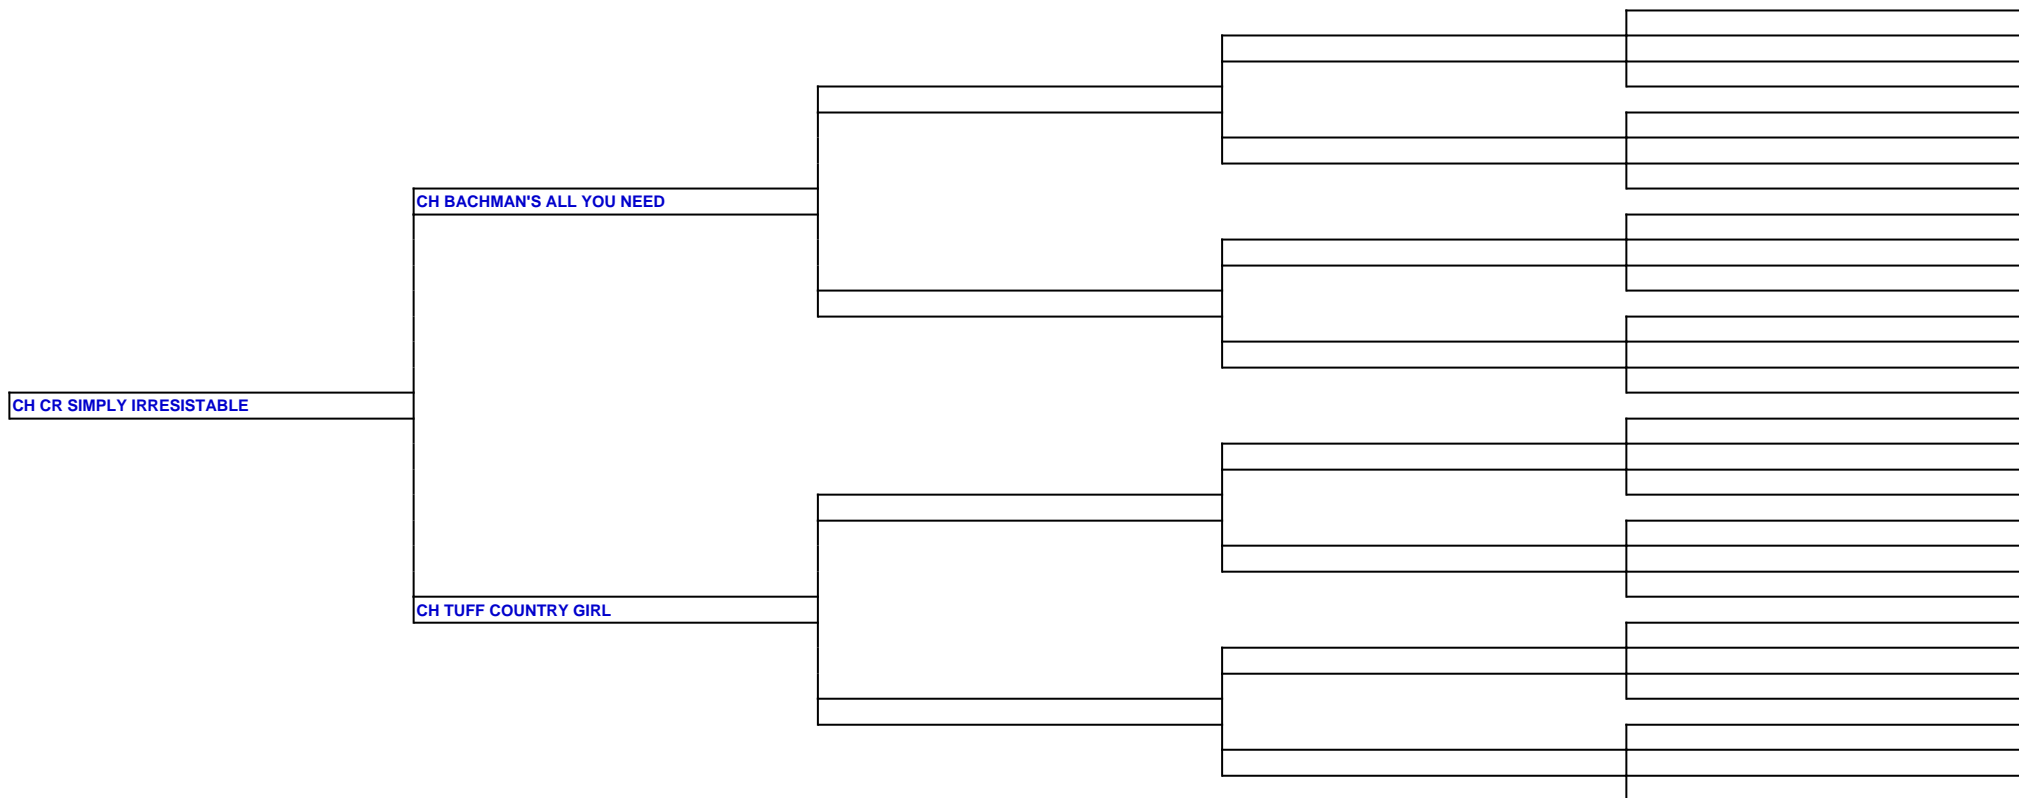 CH BACHMAN'S ALL YOU NEED
CH CR SIMPLY IRRESISTABLE
CH TUFF COUNTRY GIRL